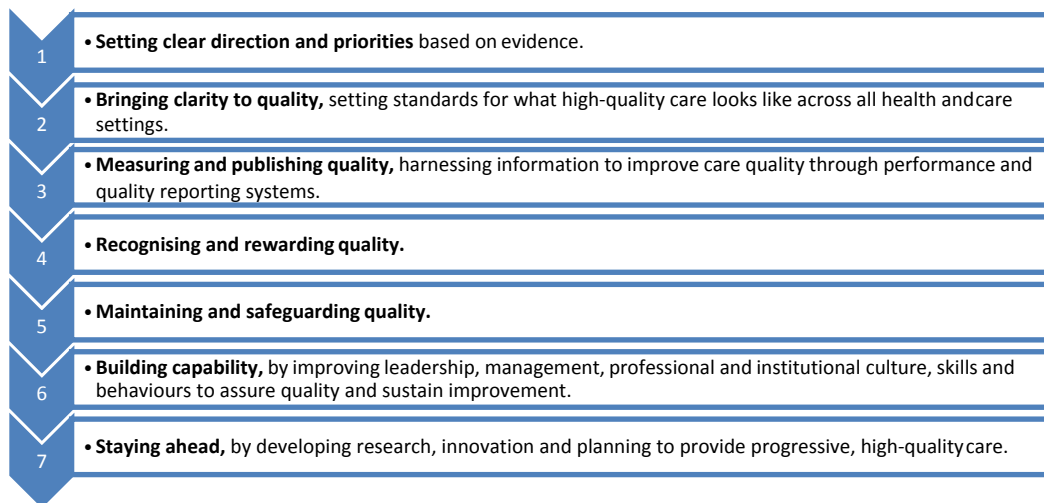 1
• Setting clear direction and priorities based on evidence.
2
• Bringing clarity to quality, setting standards for what high-quality care looks like across all health andcare
settings.
3
• Measuring and publishing quality, harnessing information to improve care quality through performance and
quality reporting systems.
4
• Recognising and rewarding quality.
5
• Maintaining and safeguarding quality.
6
• Building capability, by improving leadership, management, professional and institutional culture, skills and
behaviours to assure quality and sustain improvement.
7
• Staying ahead, by developing research, innovation and planning to provide progressive, high-qualitycare.